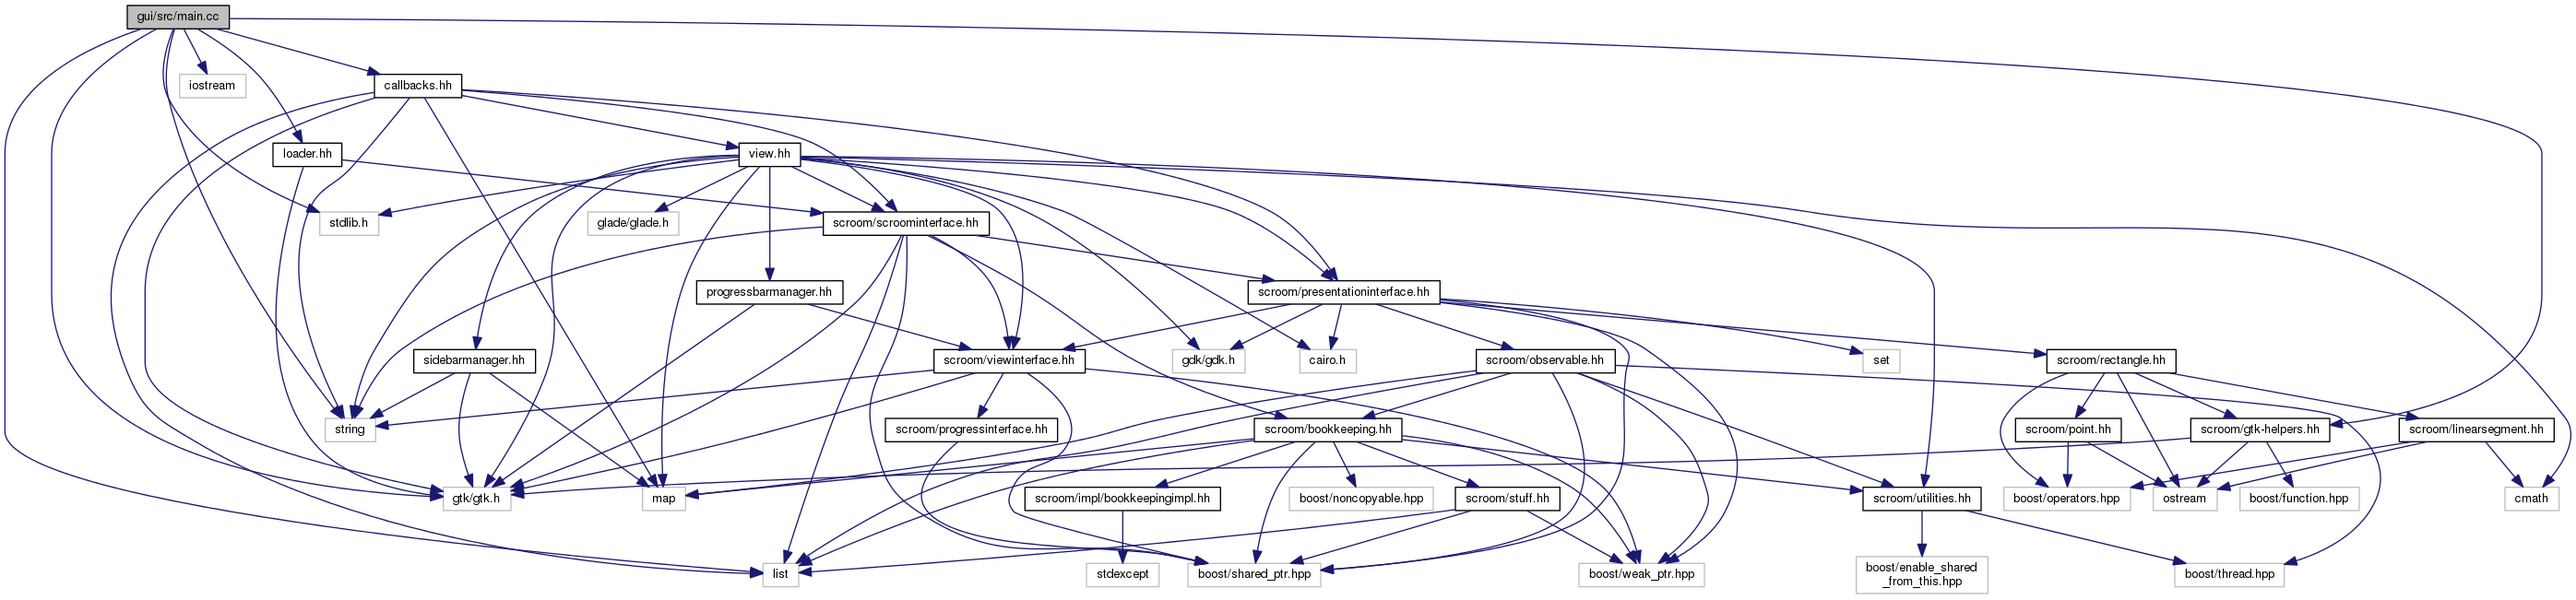 gui/src/main.cc
iostream
callbacks.hh
loader.hh
view.hh
stdlib.h
glade/glade.h
scroom/scroominterface.hh
progressbarmanager.hh
scroom/presentationinterface.hh
sidebarmanager.hh
scroom/viewinterface.hh
gdk/gdk.h
cairo.h
scroom/observable.hh
set
scroom/rectangle.hh
string
scroom/progressinterface.hh
scroom/bookkeeping.hh
scroom/point.hh
scroom/gtk-helpers.hh
scroom/linearsegment.hh
gtk/gtk.h
map
scroom/impl/bookkeepingimpl.hh
boost/noncopyable.hpp
scroom/stuff.hh
scroom/utilities.hh
boost/operators.hpp
ostream
boost/function.hpp
cmath
list
stdexcept
boost/shared_ptr.hpp
boost/weak_ptr.hpp
boost/enable_shared
_from_this.hpp
boost/thread.hpp